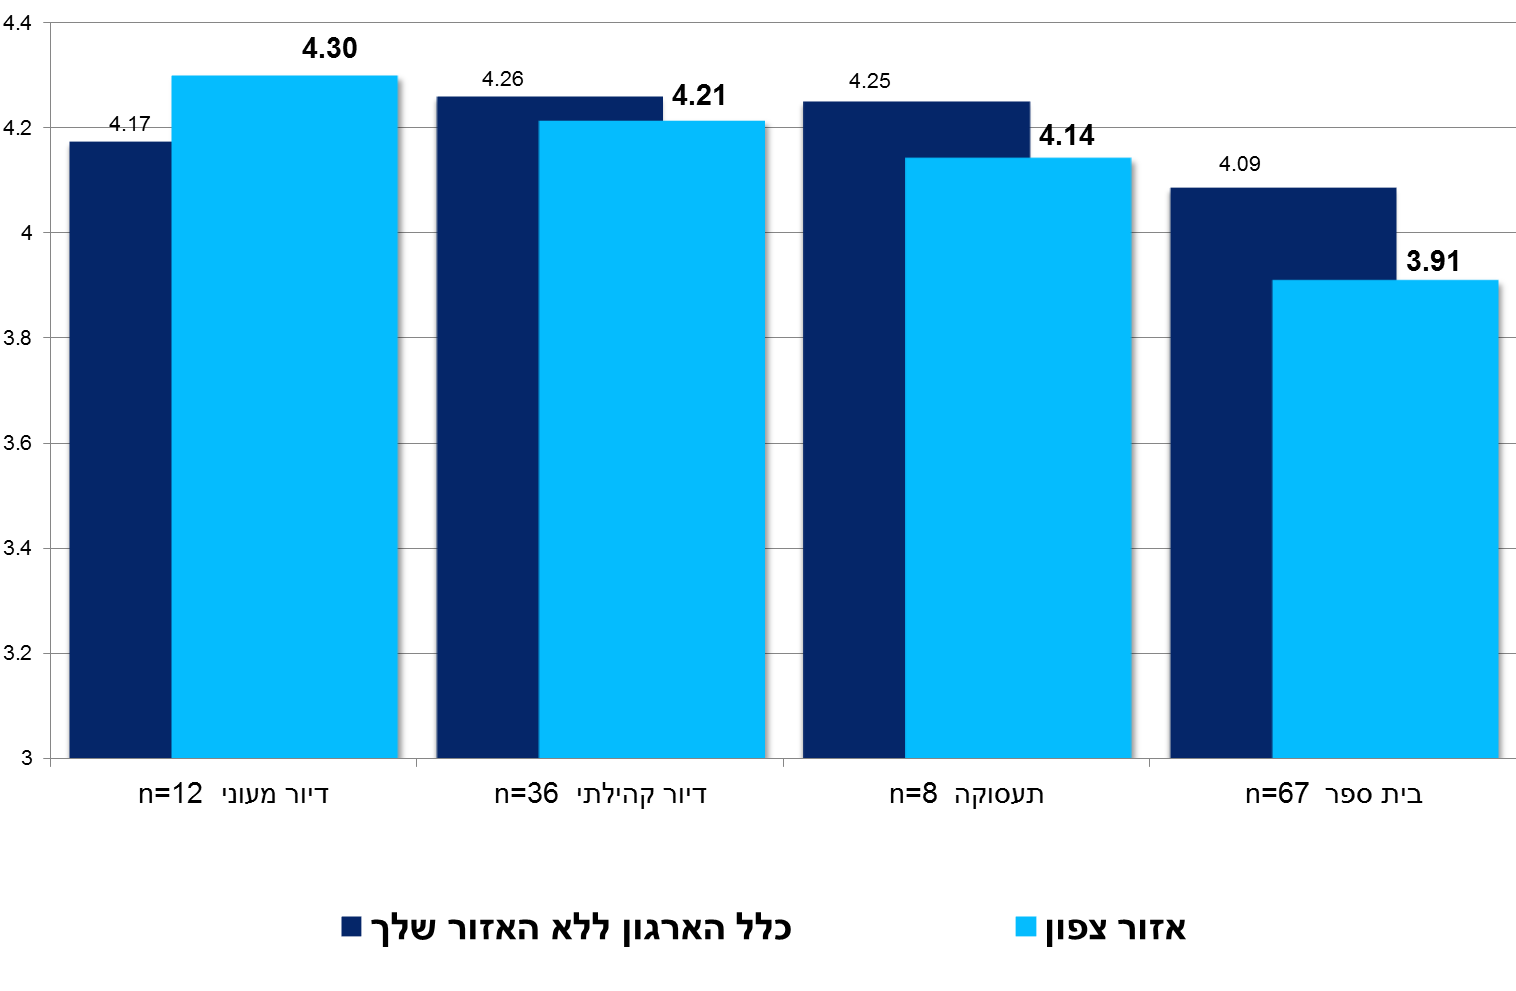 4.4
4.2
4
3.8
3.6
3.4
3.2
3
4.17
4.30
4.26
4.21
4.25
4.14
4.09
3.91
דיור מעוני n=12
דיור קהילתי n=36
תעסוקה n=8
בית ספר n=67
כלל הארגון ללא האזור שלך
אזור צפון